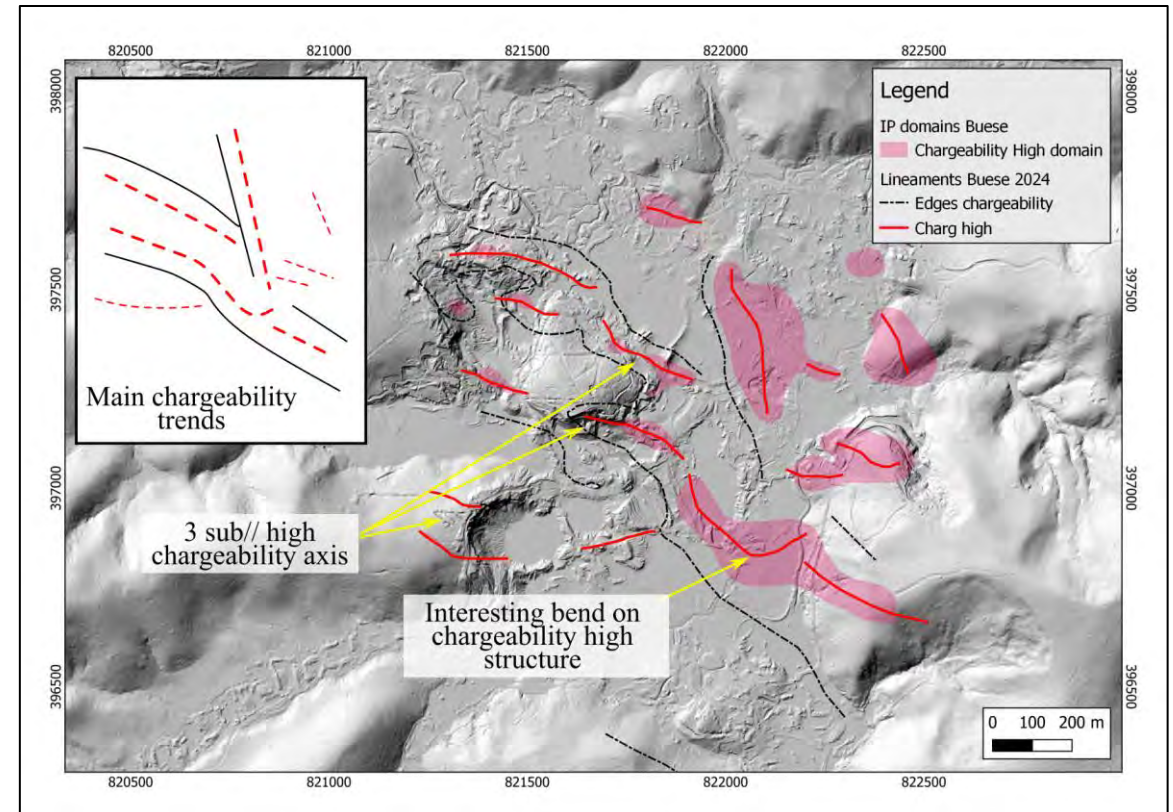 820500 821000 821500 822000 822500
398000
397500
397000
396500
398000
397500
397000
396500
Main chargeability
trends
Legend
IP domains Buese
Chargeability High domain
Lineaments Buese 2024
Edges chargeability
Charg high
3 sub// high
chargeability axis
Interesting bend on
chargeability high
structure
0 100 200 m
820500 821000 821500 822000 822500